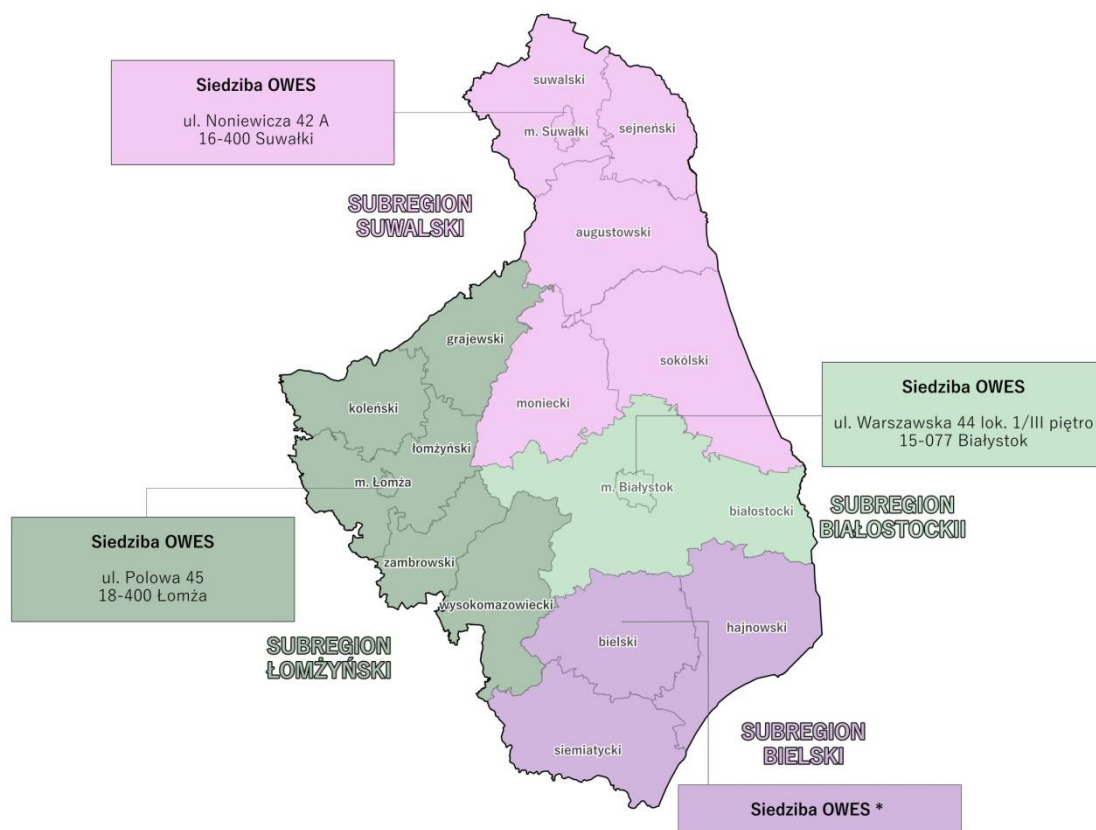 Siedziba OWES
ul. Noniewicza 42 A
16-400 Suwałki
suwalski
m. Suwałki
sejneński
SUBREGION
SUWALSKI
augustowski
grajewski
sokólski
Siedziba OWES
ul. Warszawska 44 lok. 1/III piętro
15-077 Białystok
koleński
moniecki
łomżyński
m. Łomża
m. Białystok
białostocki
SUBREGION
BIAŁOSTOCKII
Siedziba OWES
ul. Polowa 45
18-400 Łomża
zambrowski
wysokomazowiecki
SUBREGION
ŁOMŻYŃSKI
bielski
hajnowski
siemiatycki
SUBREGION
BIELSKI
Siedziba OWES *